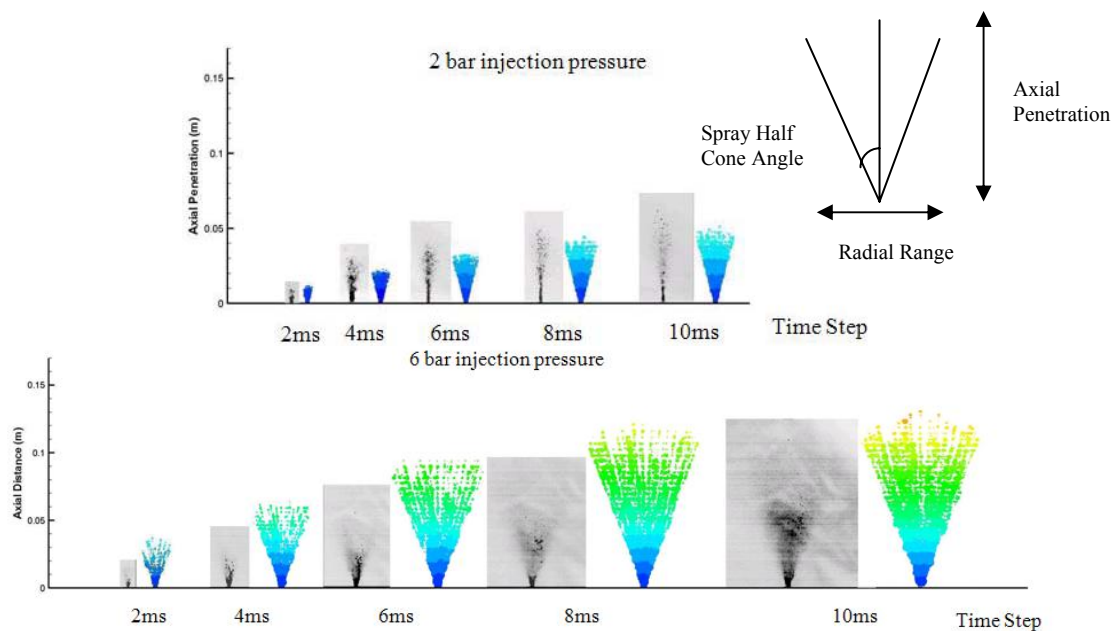 2 bar injection pressure
Axial Penetration (m)
0.15
0.1
0.05
0
2ms 4ms 6ms 8ms 10ms Time Step
Spray Half
Cone Angle
Axial
Penetration
Radial Range
6 bar injection pressure
Axial Distance (m)
0.15
0.1
0.05
0
2ms 4ms 6ms 8ms 10ms Time Step